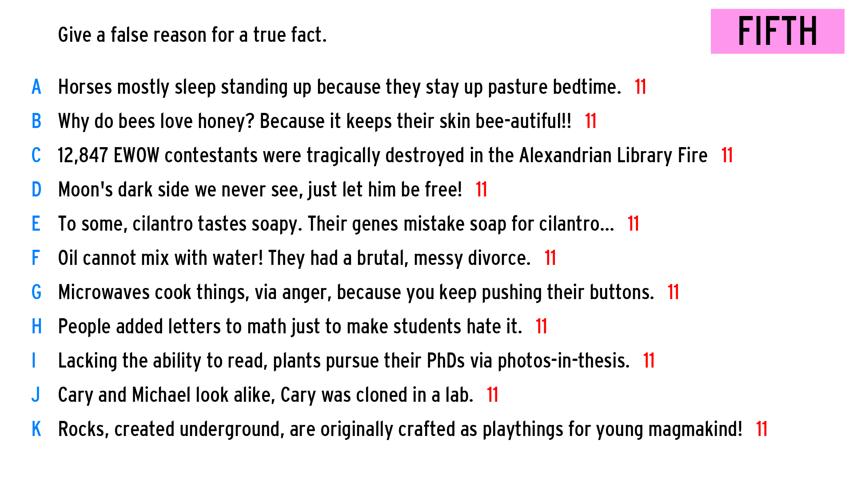 Give a false reason for a true fact.
FIFTH
A Horses mostly sleep standing up because they stay up pasture bedtime. 11
B Why do bees love honey? Because it keeps their skin bee-autiful!! 11
C 12,847 EWOW contestants were tragically destroyed in the Alexandrian Library Fire 11
D Moon's dark side we never see, just let him be free! 11
E To some, cilantro tastes soapy. Their genes mistake soap for cilantro... 11
F Oil cannot mix with water! They had a brutal, messy divorce. 11
G Microwaves cook things, via anger, because you keep pushing their buttons. 11
H People added letters to math just to make students hate it. 11
I Lacking the ability to read, plants pursue their PhDs via photos-in-thesis. 11
J Cary and Michael look alike, Cary was cloned in a lab. 11
K Rocks, created underground, are originally crafted as playthings for young magmakind! 11